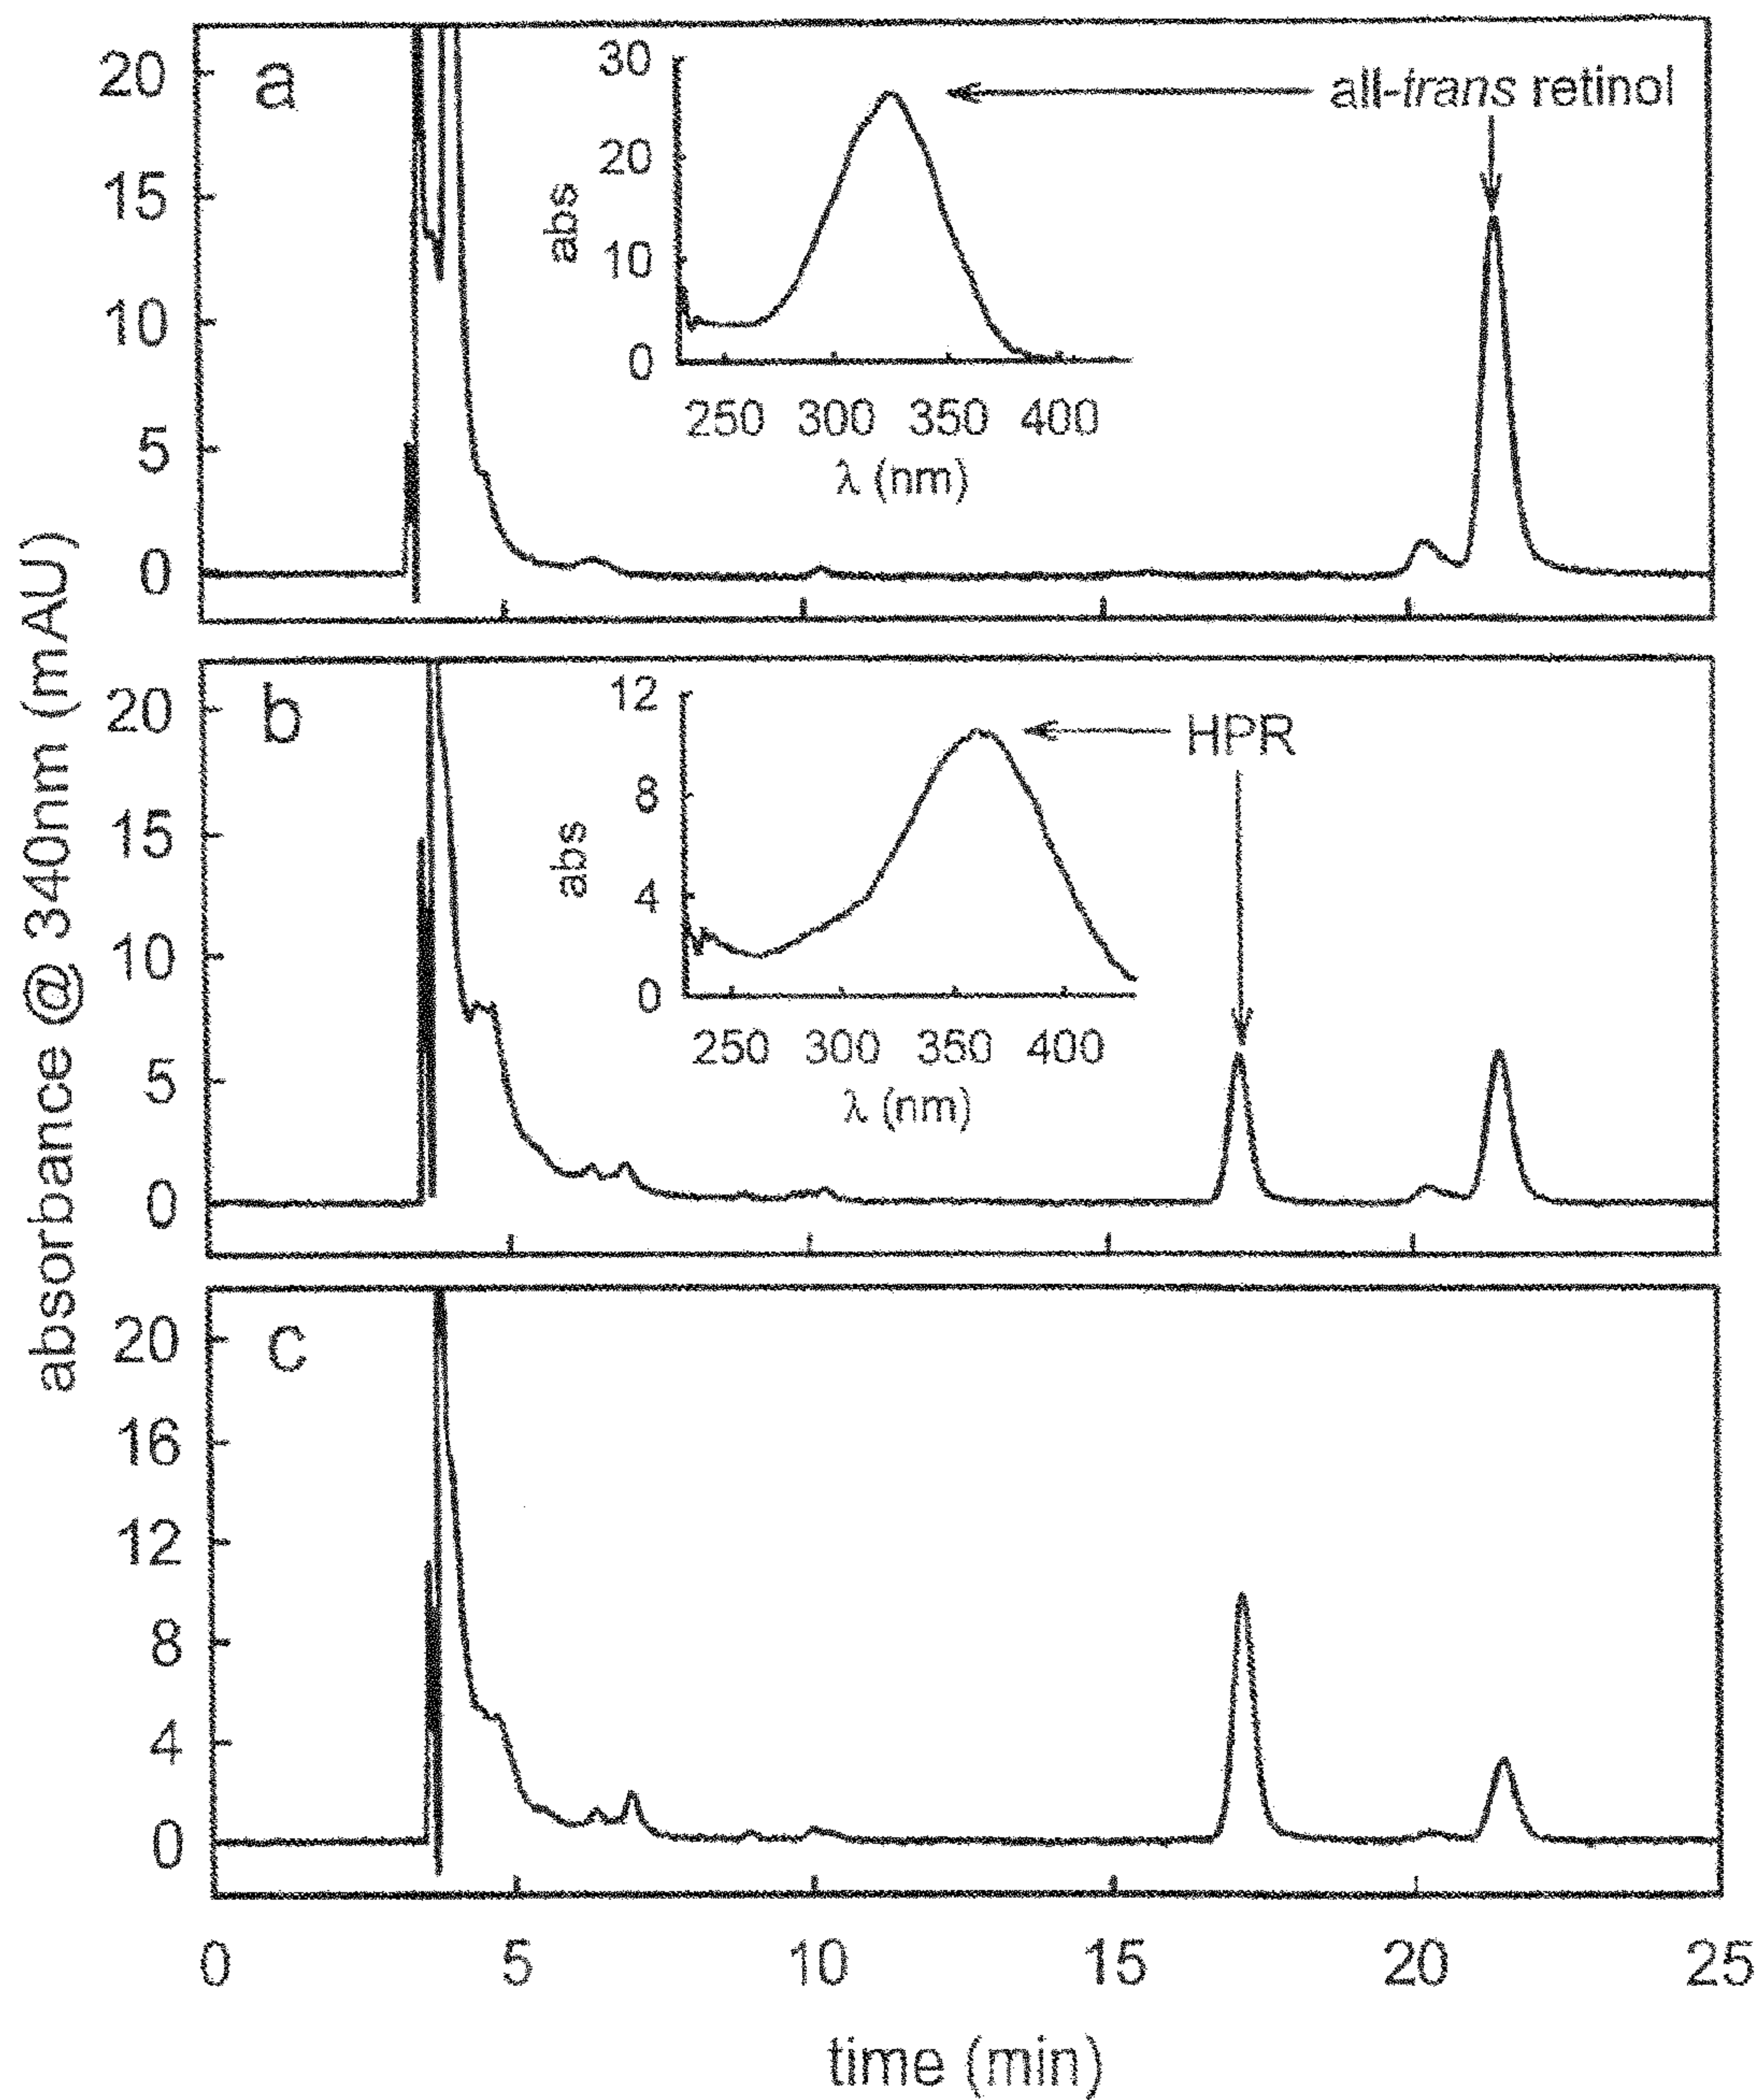 absorbance @ 340nm (mAU)
a
20
15
10
5
0
30
20
10
0
abs
250 300 350 400
λ (nm)
all-trans retinol
b
20
15
10
5
0
12
8
4
0
abs
250 300 350 400
λ (nm)
HPR
c
20
16
12
8
4
0
0 5 10 15 20 25
time (min)